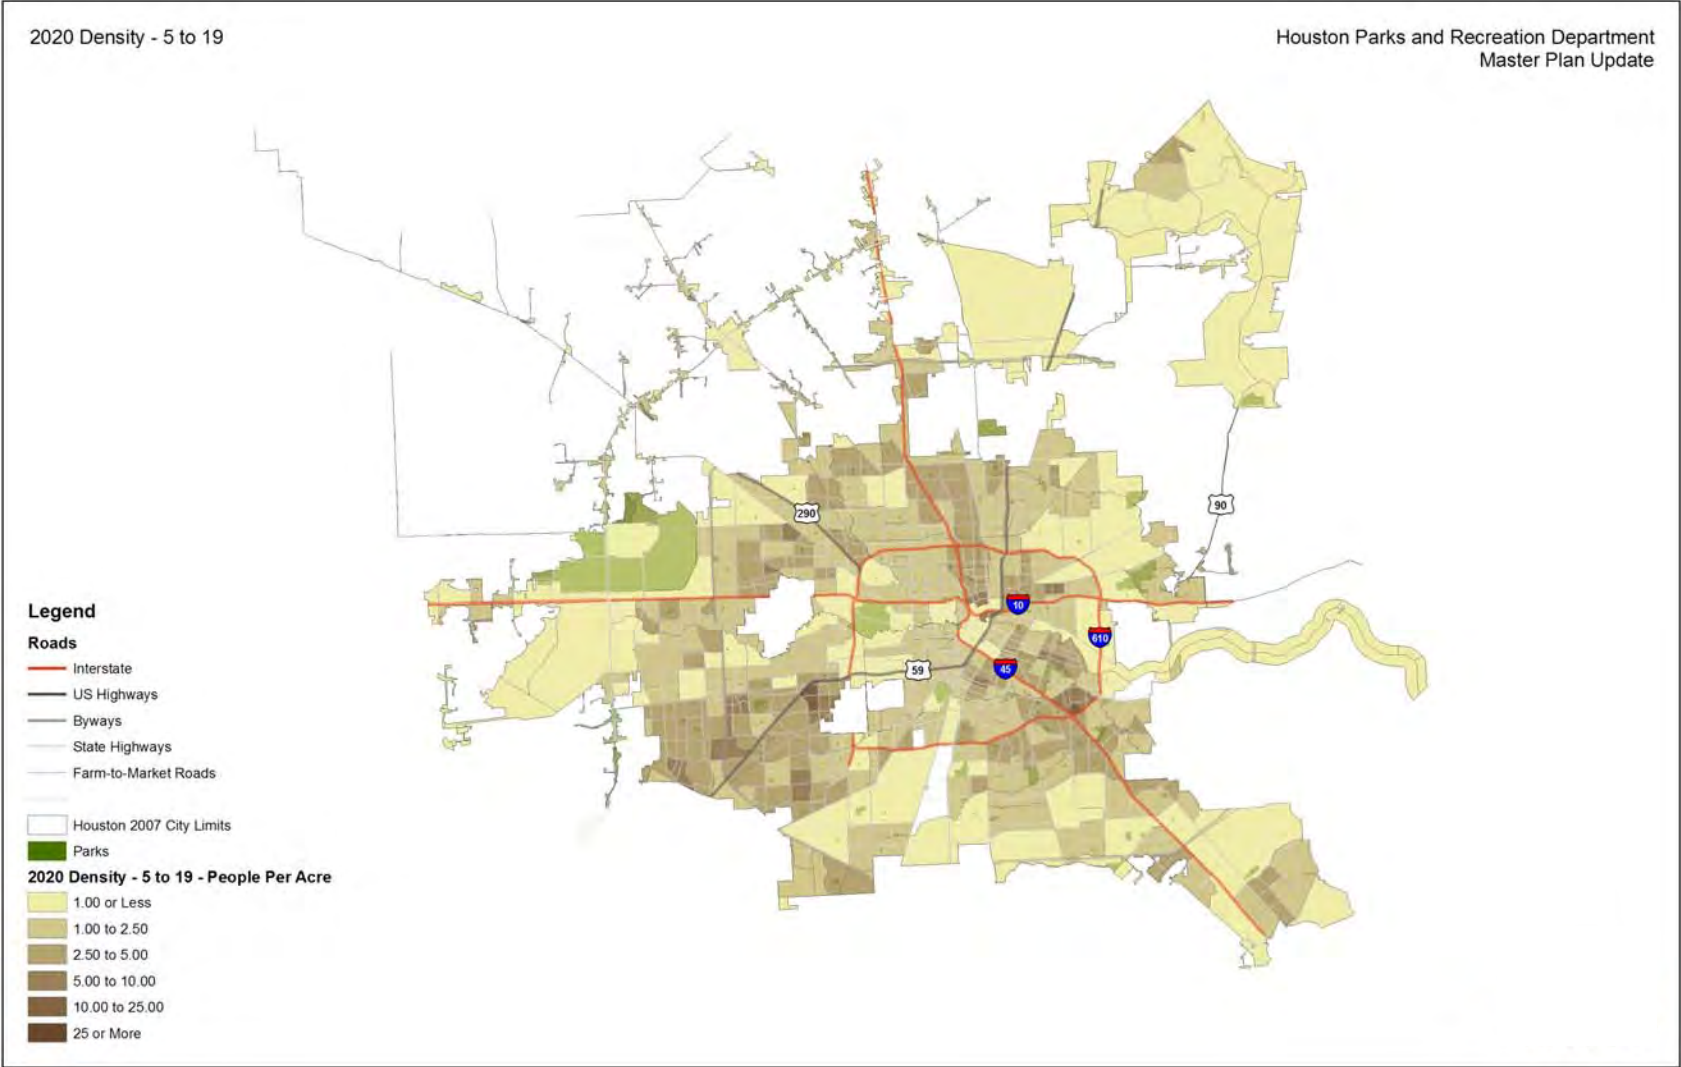 2020 Density - 5 to 19
Houston Parks and Recreation Department
Master Plan Update
290
90
10
610
59
45
Legend
Roads
Interstate
US Highways
Byways
State Highways
Farm-to-Market Roads
Houston 2007 City Limits
Parks
2020 Density - 5 to 19 - People Per Acre
1.00 or Less
1.00 to 2.50
2.50 to 5.00
5.00 to 10.00
10.00 to 25.00
25 or More